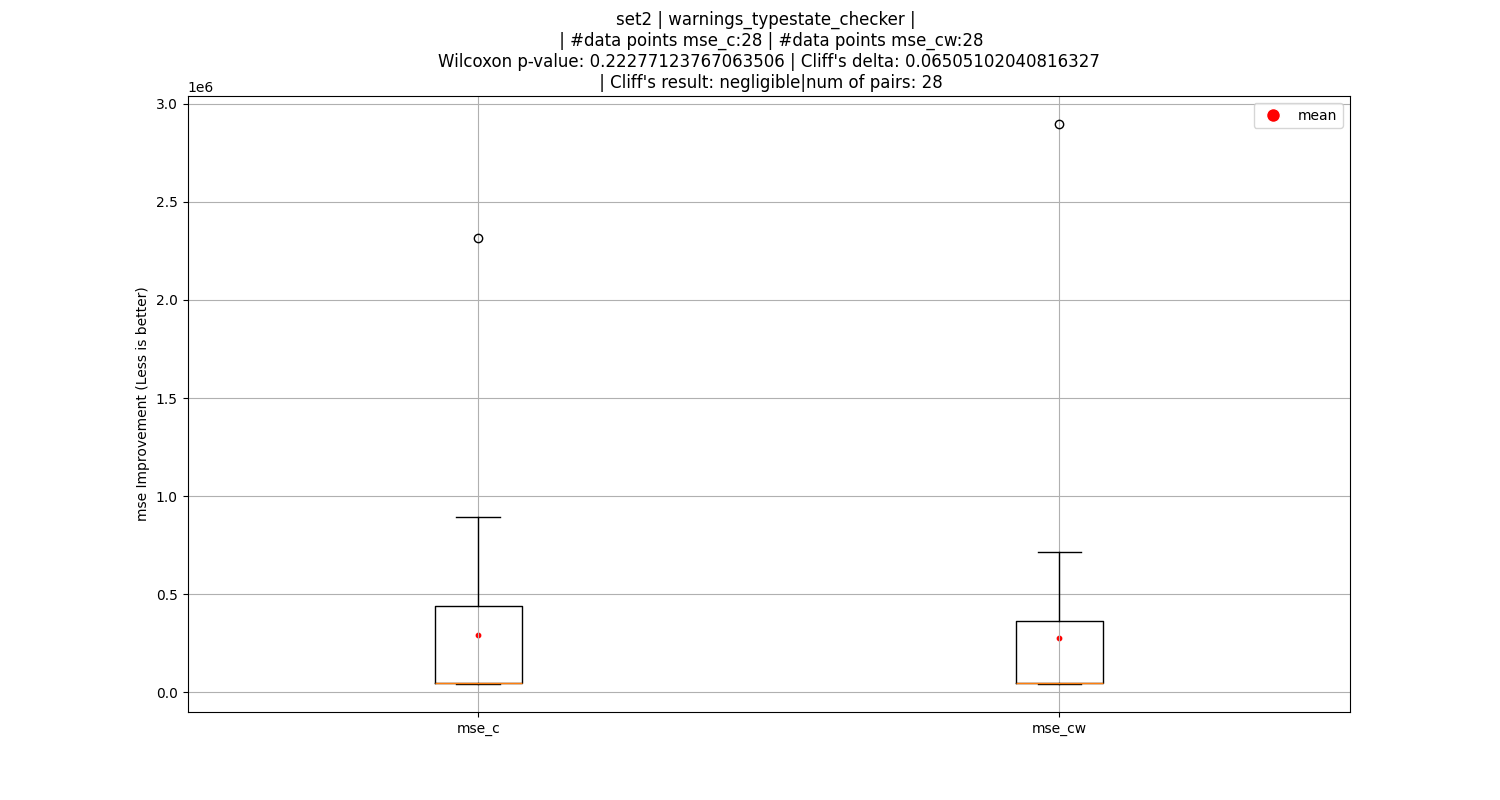 set2 | warnings_typestate_checker |
| #data points mse_c:28 | #data points mse_cw:28
Wilcoxon p-value: 0.22277123767063506 | Cliff's delta: 0.06505102040816327
| Cliff's result: negligible|num of pairs: 28
1e6
3.0
mean
2.5
2.0
1.5
1.0
0.5
0.0
mse Improvement (Less is better)
mse_c
mse_cw